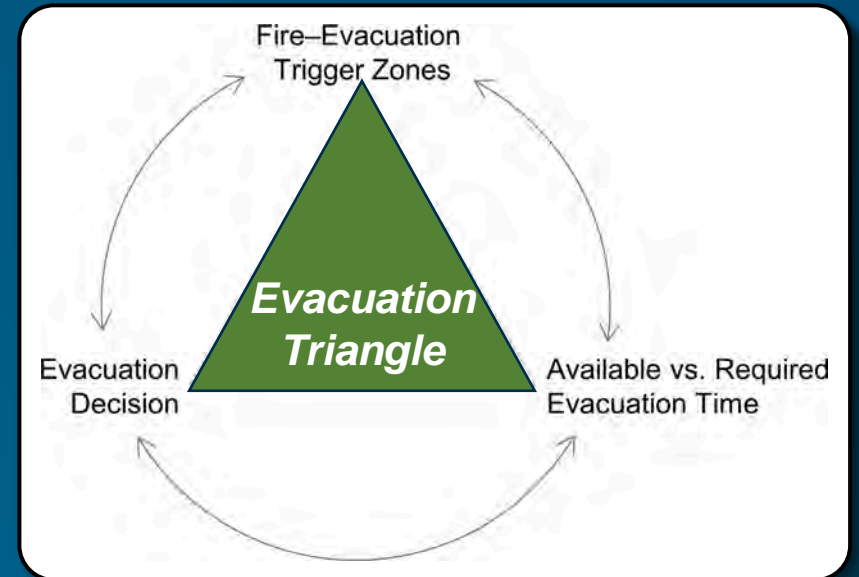 Fire–Evacuation
Trigger Zones
Evacuation
Triangle
Evacuation
Decision
Available vs. Required
Evacuation Time